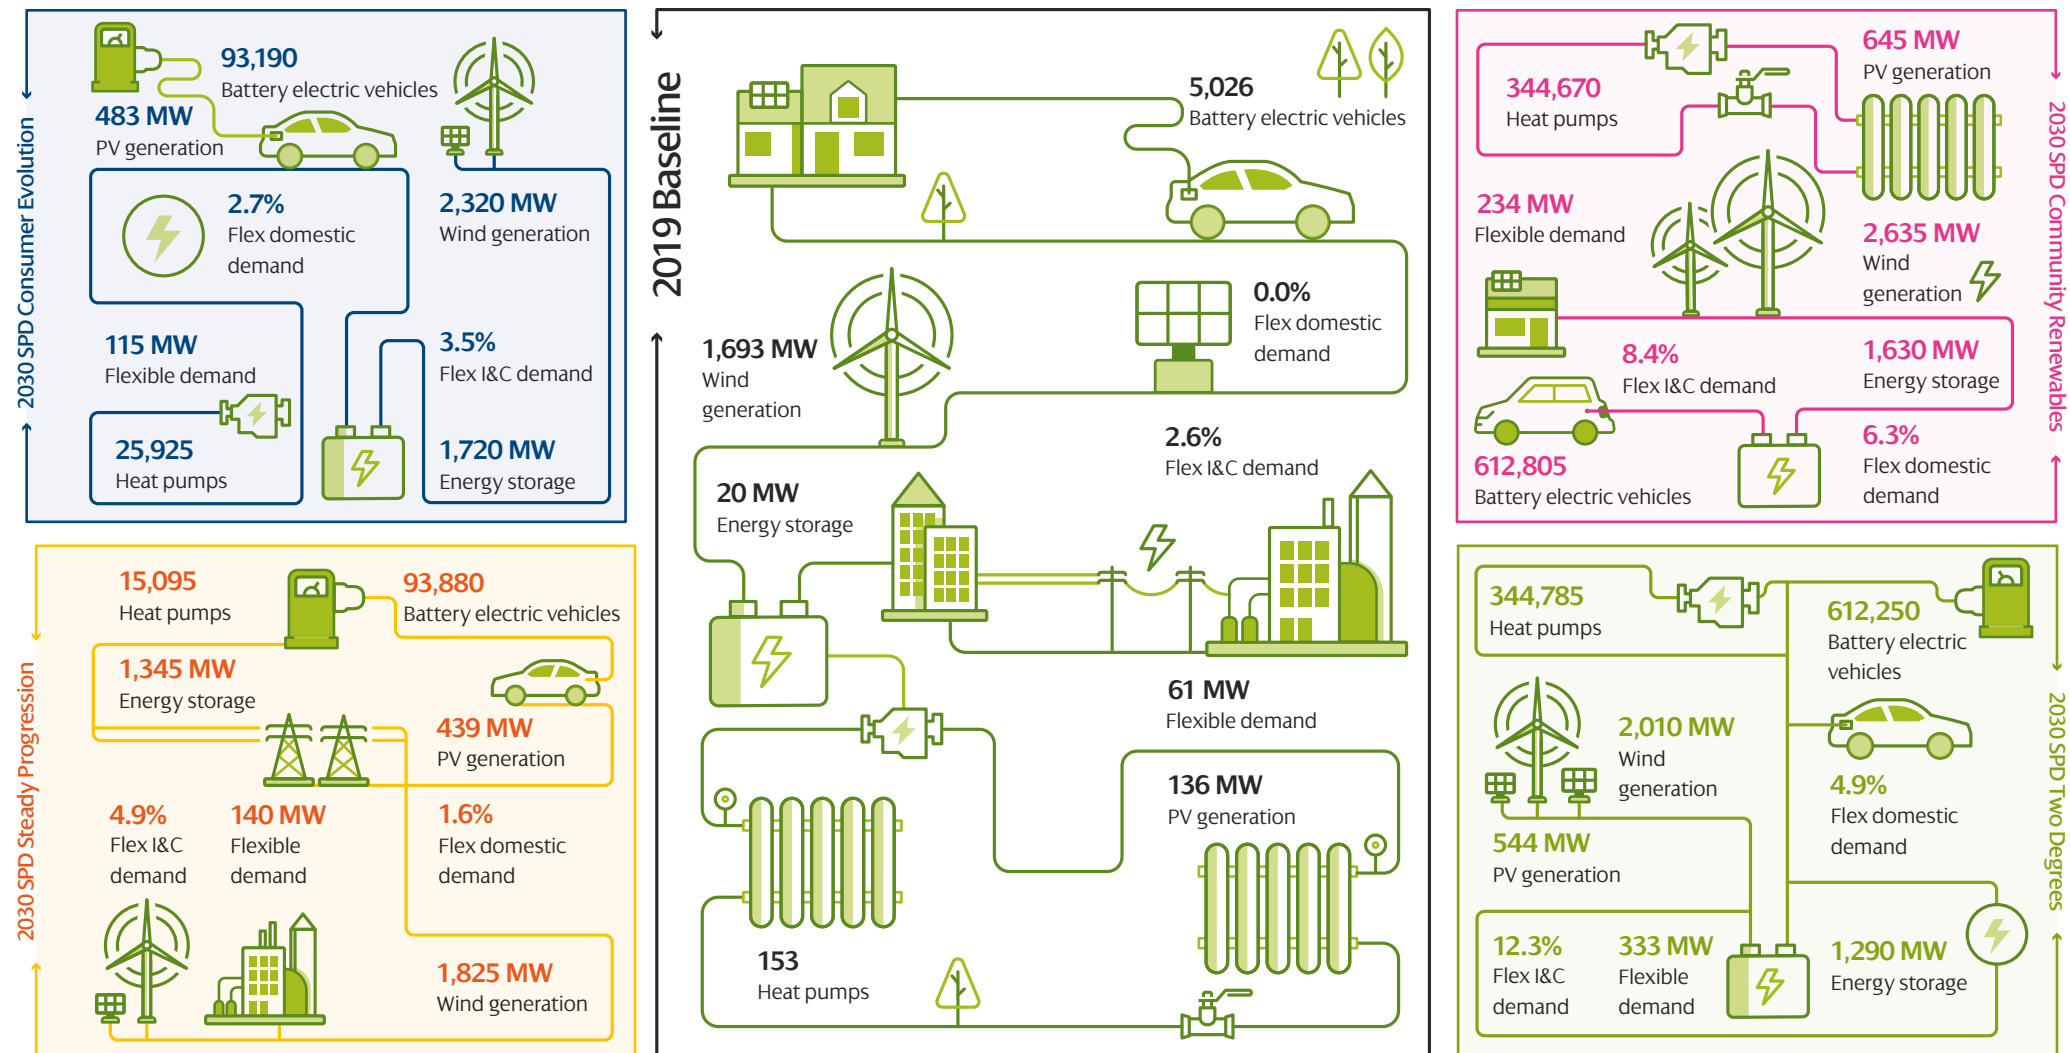 2030 SPD Consumer Evolution
93,190
Battery electric vehicles
483 MW
PV generation
2.7%
Flex domestic
demand
2,320 MW
Wind generation
115 MW
Flexible demand
3.5%
Flex I&C demand
25,925
Heat pumps
1,720 MW
Energy storage
2030 SPD Steady Progression
15,095
Heat pumps
93,880
Battery electric vehicles
1,345 MW
Energy storage
439 MW
PV generation
4.9%
Flex I&C
demand
140 MW
Flexible
demand
1.6%
Flex domestic
demand
1,825 MW
Wind generation
2019 Baseline
5,026
Battery electric vehicles
0.0%
Flex domestic
demand
1,693 MW
Wind
generation
2.6%
Flex I&C demand
20 MW
Energy storage
61 MW
Flexible demand
136 MW
PV generation
153
Heat pumps
2030 SPD Community Renewables
645 MW
PV generation
344,670
Heat pumps
234 MW
Flexible demand
2,635 MW
Wind
generation
8.4%
Flex I&C demand
1,630 MW
Energy storage
612,805
Battery electric vehicles
6.3%
Flex domestic
demand
2030 SPD Two Degrees
344,785
Heat pumps
612,250
Battery electric
vehicles
2,010 MW
Wind
generation
4.9%
Flex domestic
demand
544 MW
PV generation
12.3%
Flex I&C
demand
333 MW
Flexible
demand
1,290 MW
Energy storage